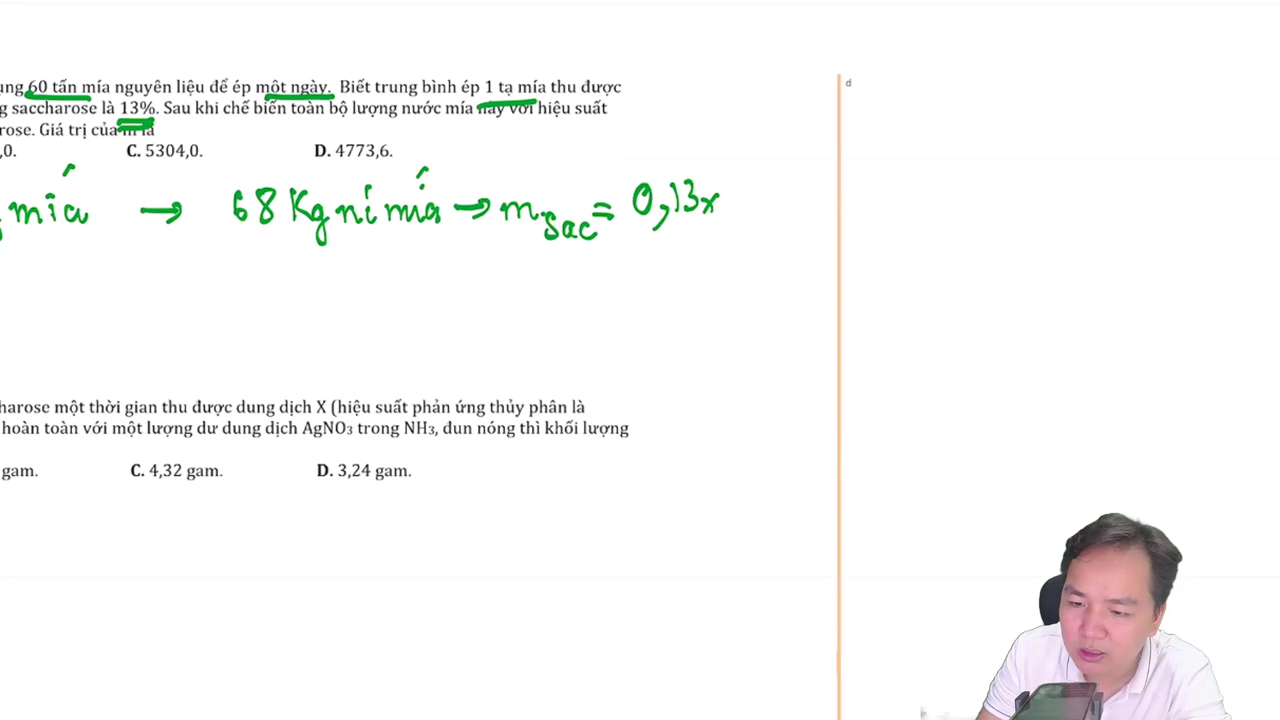 ụng 60 tấn mía nguyên liệu để ép một ngày. Biết trung bình ép 1 tạ mía thu được
g saccharose là 13%. Sau khi chế biến toàn bộ lượng nước mía này với hiệu suất
rose. Giá trị của m là
,0. C. 5304,0. D. 4773,6.
mía → 68 Kg ní mía → m sac = 0,13x
harose một thời gian thu được dung dịch X (hiệu suất phản ứng thủy phân là
hoàn toàn với một lượng dư dung dịch AgNO₃ trong NH₃, đun nóng thì khối lượng
gam. C. 4,32 gam. D. 3,24 gam.
d